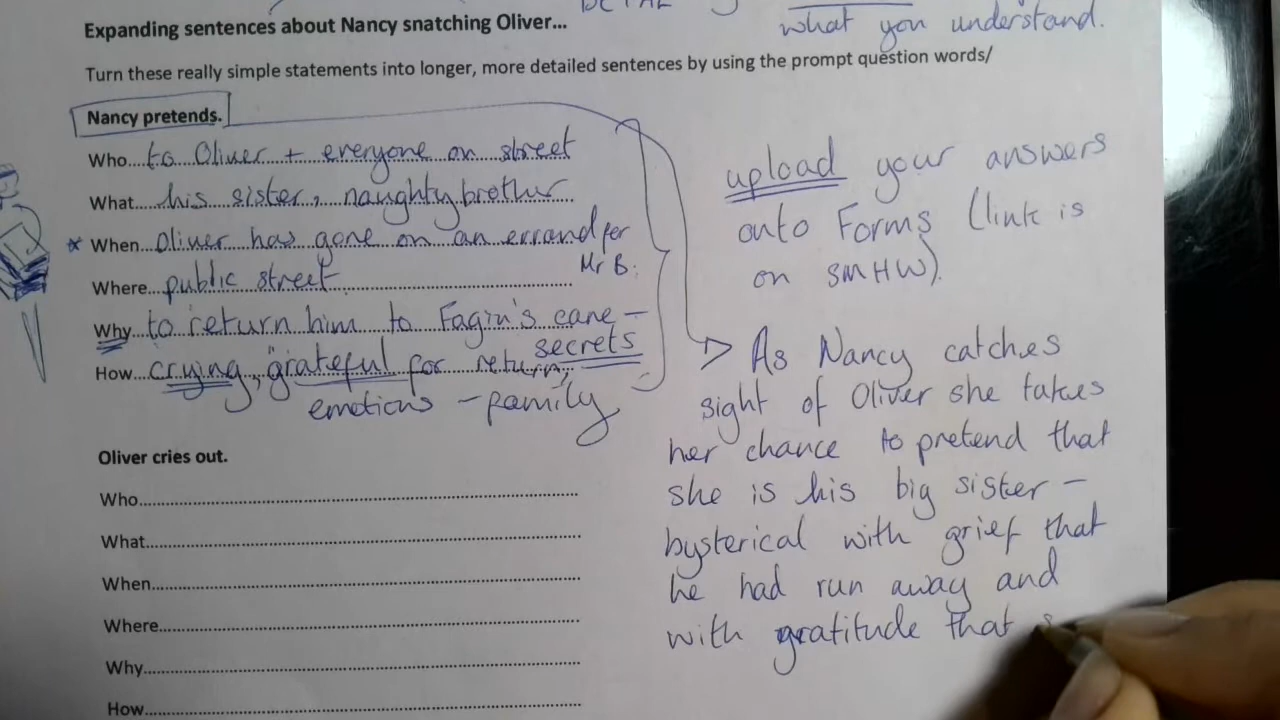 DETAIL
what you understand.
Expanding sentences about Nancy snatching Oliver...
Turn these really simple statements into longer, more detailed sentences by using the prompt question words/
Nancy pretends.
Who...to Oliver + everyone on street
What....his sister, naughty brother
* When...Oliver has gone on an errand for
Mr B.
Where...public street
Why...to return him to Fagin's cane -
secrets
How...crying, "grateful for return,
emotions - family
Oliver cries out.
Who
What
When
Where
Why
How
upload your answers
onto Forms (link is
on SMHW).
As Nancy catches
sight of Oliver she takes
her chance to pretend that
she is his big sister -
hysterical with grief that
he had run away and
with gratitude that s